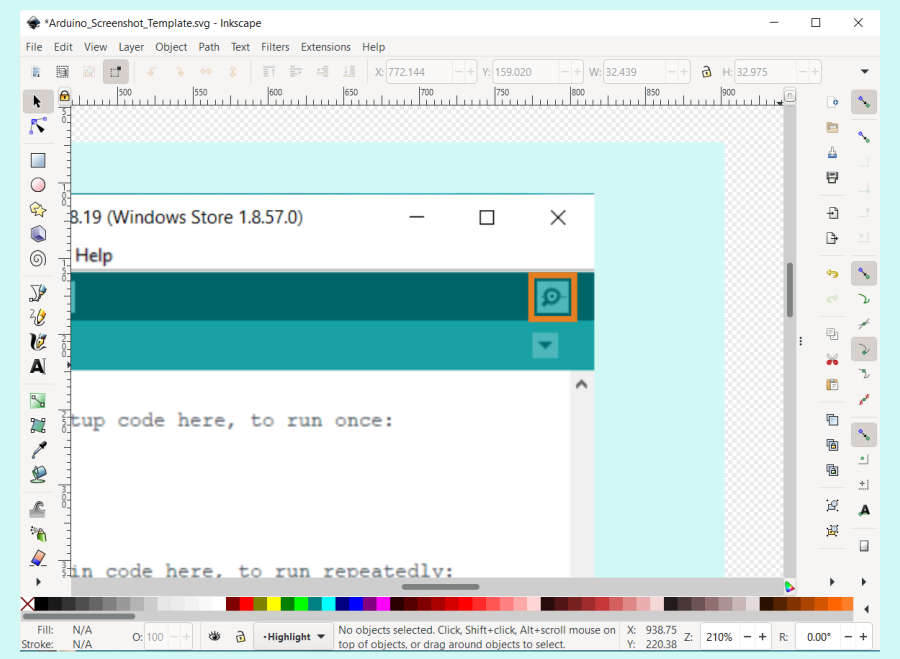 *Arduino_Screenshot_Template.svg - Inkscape
File Edit View Layer Object Path Text Filters Extensions Help
X: 772.144 − + Y: 159.020 − + W: 32.439 − + H: 32.975 − +
500 550 600 650 700 750 800 850 900
8.19 (Windows Store 1.8.57.0)
Help
tup code here, to run once:
in code here, to run repeatedly:
Fill: N/A
Stroke: N/A
O: 100 − +
•Highlight
No objects selected. Click, Shift+click, Alt+scroll mouse on
top of objects, or drag around objects to select.
X: 938.75
Y: 220.38
Z: 210% − + R: 0.00° − +